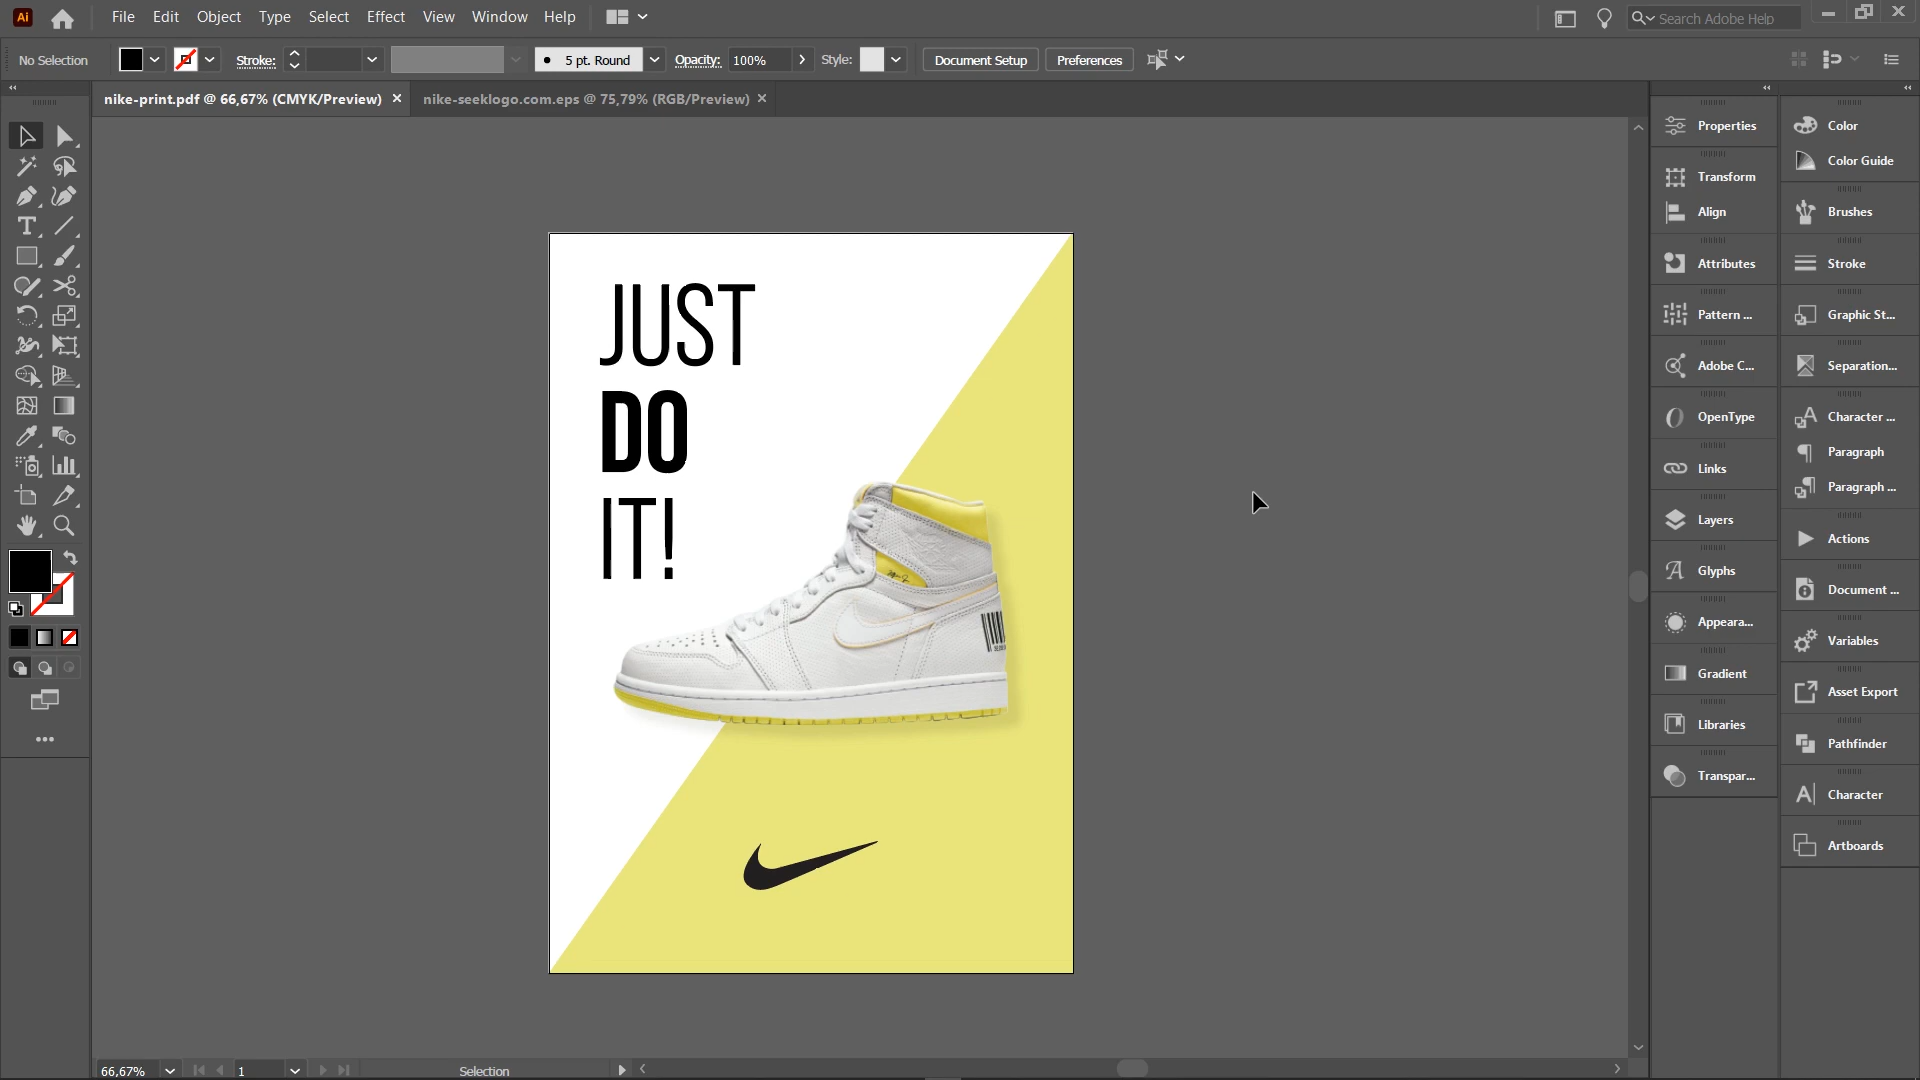 Ai File Edit Object Type Select Effect View Window Help Search Adobe Help
No Selection Stroke: 5 pt. Round Opacity: 100% Style: Document Setup Preferences
nike-print.pdf @ 66,67% (CMYK/Preview) × nike-seeklogo.com.eps @ 75,79% (RGB/Preview) ×
Properties
Transform
Align
Attributes
Pattern ...
Adobe C...
OpenType
Links
Layers
Glyphs
Appeara...
Gradient
Libraries
Transpar...
Color
Color Guide
Brushes
Stroke
Graphic St...
Separation...
Character ...
Paragraph
Paragraph ...
Actions
Document ...
Variables
Asset Export
Pathfinder
Character
Artboards
JUST
DO
IT!
66,67% 1 Selection